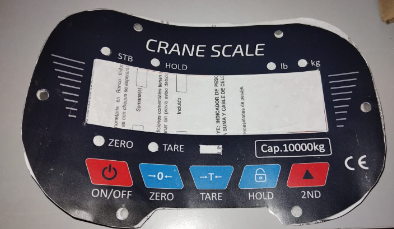 CRANE SCALE
STB
HOLD
lb
kg
ZERO
TARE
Cap.10000kg
CE
→0←
→T←
ON/OFF
ZERO
TARE
HOLD
2ND